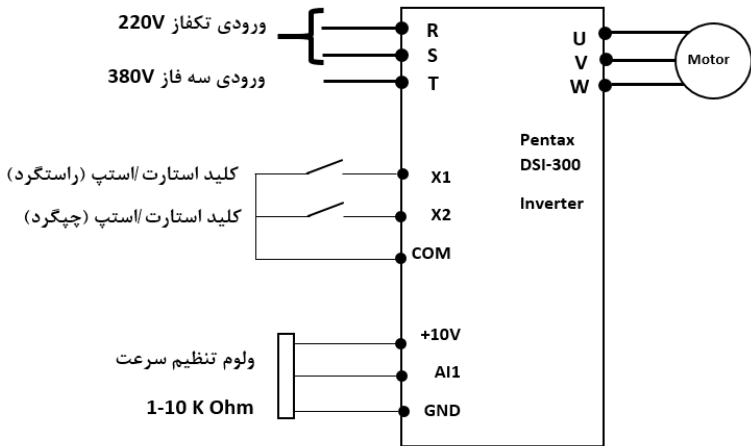 ورودی تکفاز 220V
R
S
ورودی سه فاز 380V
T
U
V
W
Motor
Pentax
DSI-300
Inverter
کلید استارت/استپ (راستگرد)
X1
کلید استارت/استپ (چپگرد)
X2
COM
+10V
ولوم تنظیم سرعت
AI1
1-10 K Ohm
GND